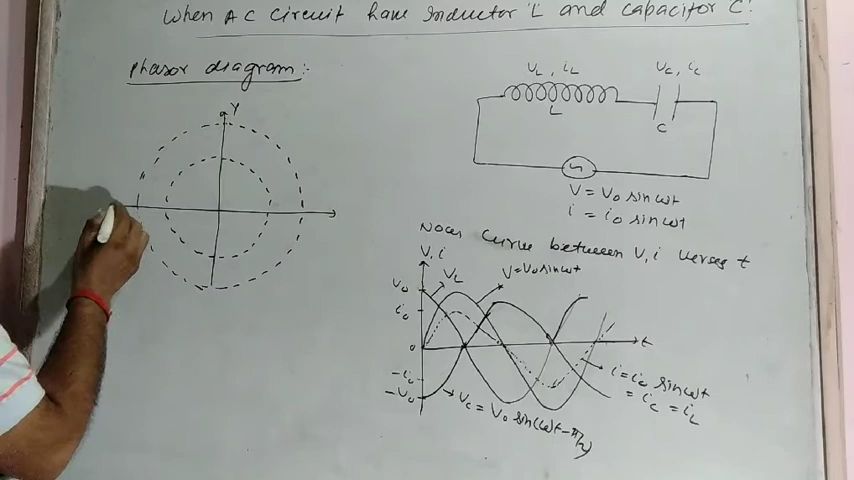 When AC circuit have inductor 'L' and capacitor C:
Phasor diagram:
Y
VL, iL
VC, iC
L
C
V = V0 sin ωt
i = i0 sin ωt
Now curve between V, i verses t
V, i
V0
VL
V = V0 sin ωt
i0
0
t
-i0
-V0
i = i0 sin ωt
= iC = iL
VC = V0 sin(ωt - π/2)